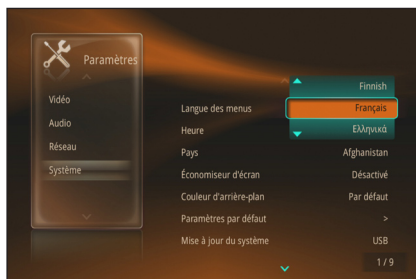 Paramètres
Vidéo
Audio
Réseau
Système
Finnish
Langue des menus Français
Heure Ελληνικά
Pays Afghanistan
Économiseur d'écran Désactivé
Couleur d'arrière-plan Par défaut
Paramètres par défaut >
Mise à jour du système USB
1 / 9